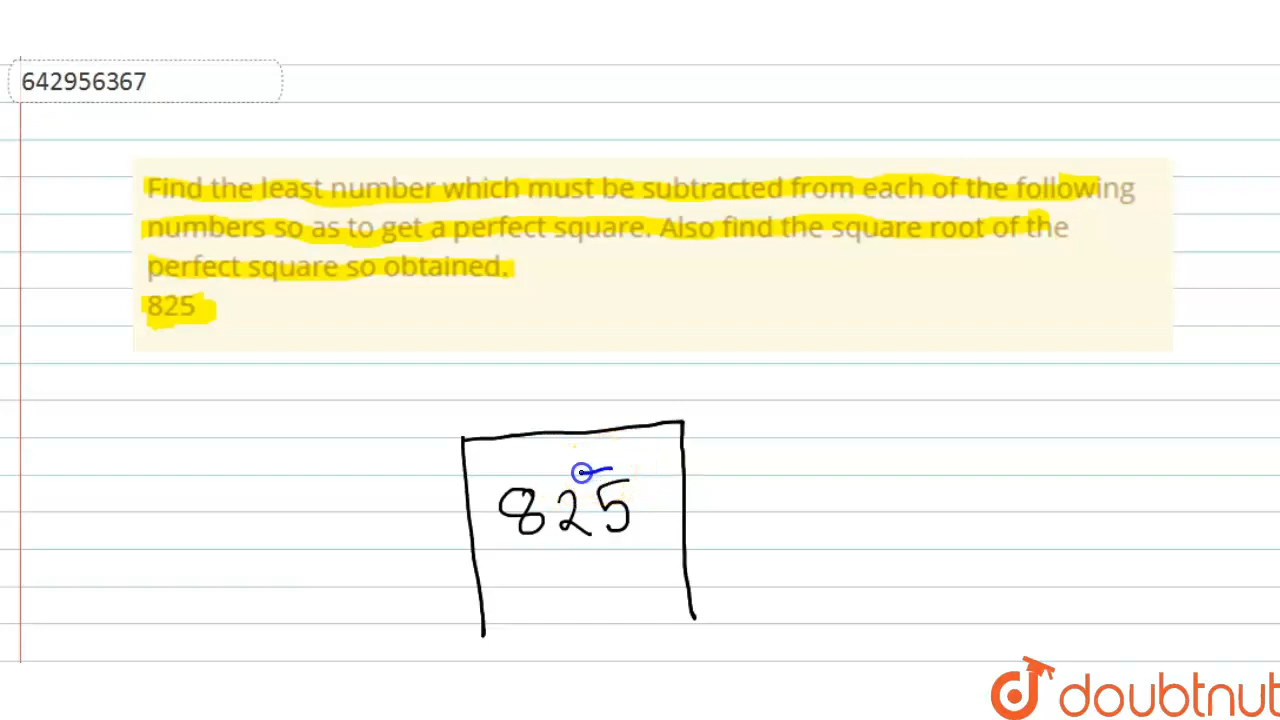 642956367
Find the least number which must be subtracted from each of the following
numbers so as to get a perfect square. Also find the square root of the
perfect square so obtained.
825
825
doubtnut